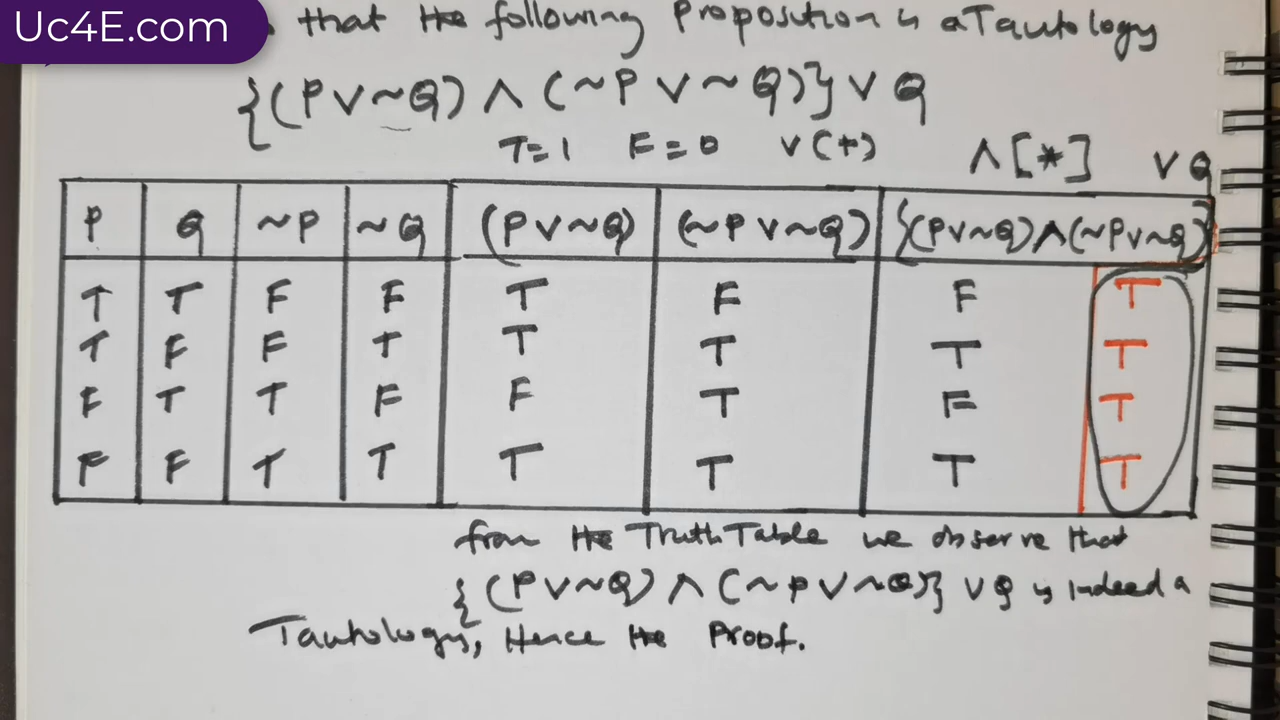 Uc4E.com
that the following Proposition is a Tautology
{(P∨~Q)∧(~P∨~Q)}∨Q
T=1 F=0 ∨(+) ∧[*] ∨Q
P Q ~P ~Q (P∨~Q) (~P∨~Q) {(P∨~Q)∧(~P∨~Q)}
T T F F T F F T
T F F T T T T T
F T T F F T F T
F F T T T T T T
from the Truth Table we observe that
{(P∨~Q)∧(~P∨~Q)}∨Q is indeed a
Tautology, Hence the Proof.